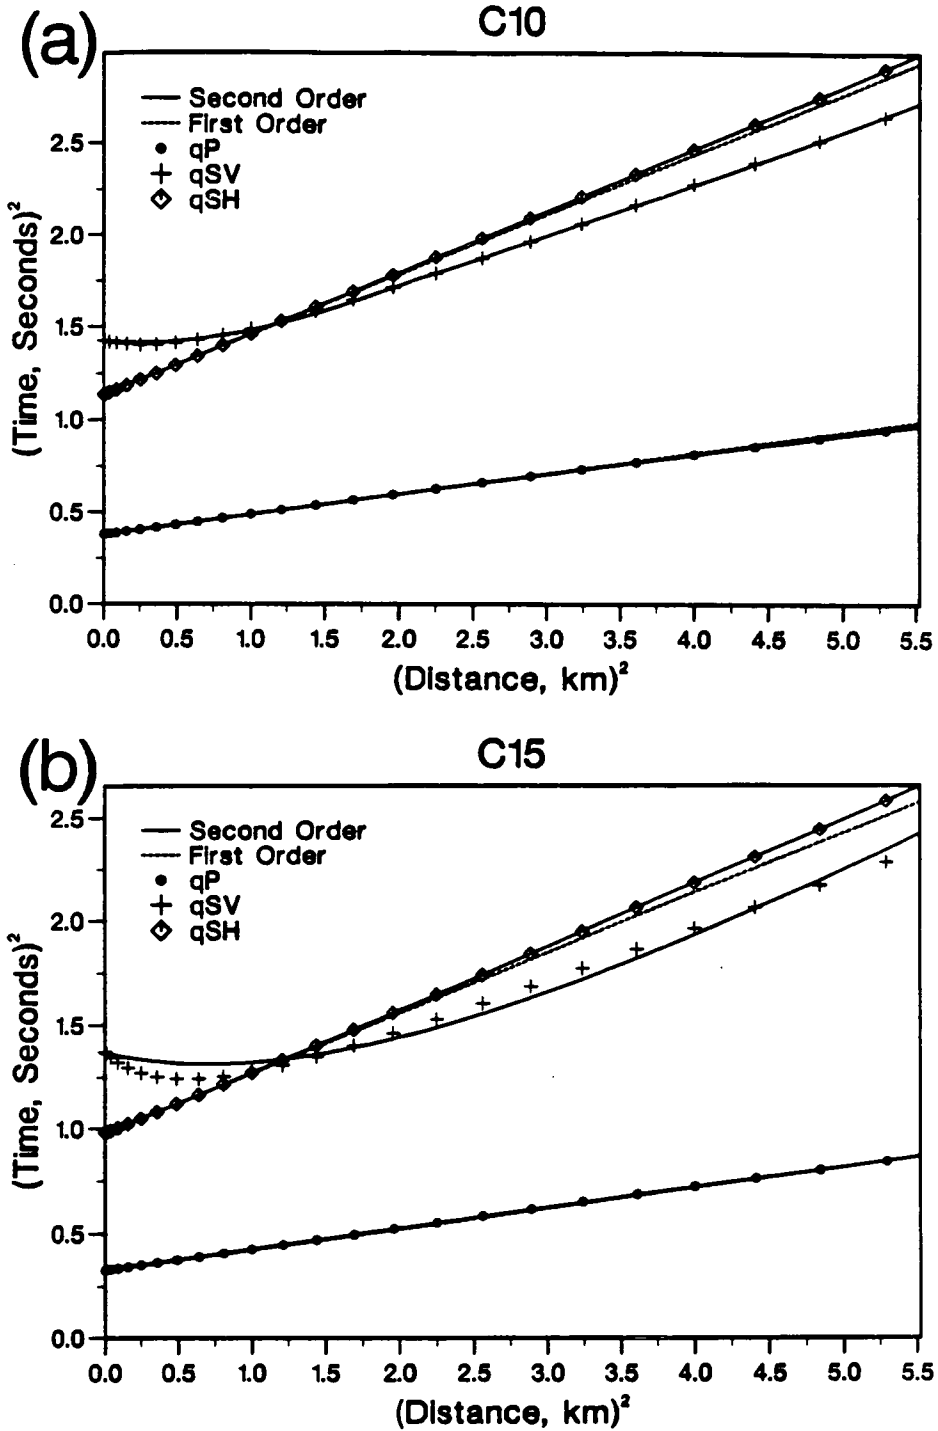 (a)
C10
Second Order
First Order
qP
qSV
qSH
(Time, Seconds)²
2.5
2.0
1.5
1.0
0.5
0.0
0.0 0.5 1.0 1.5 2.0 2.5 3.0 3.5 4.0 4.5 5.0 5.5
(Distance, km)²
(b)
C15
Second Order
First Order
qP
qSV
qSH
(Time, Seconds)²
2.5
2.0
1.5
1.0
0.5
0.0
0.0 0.5 1.0 1.5 2.0 2.5 3.0 3.5 4.0 4.5 5.0 5.5
(Distance, km)²